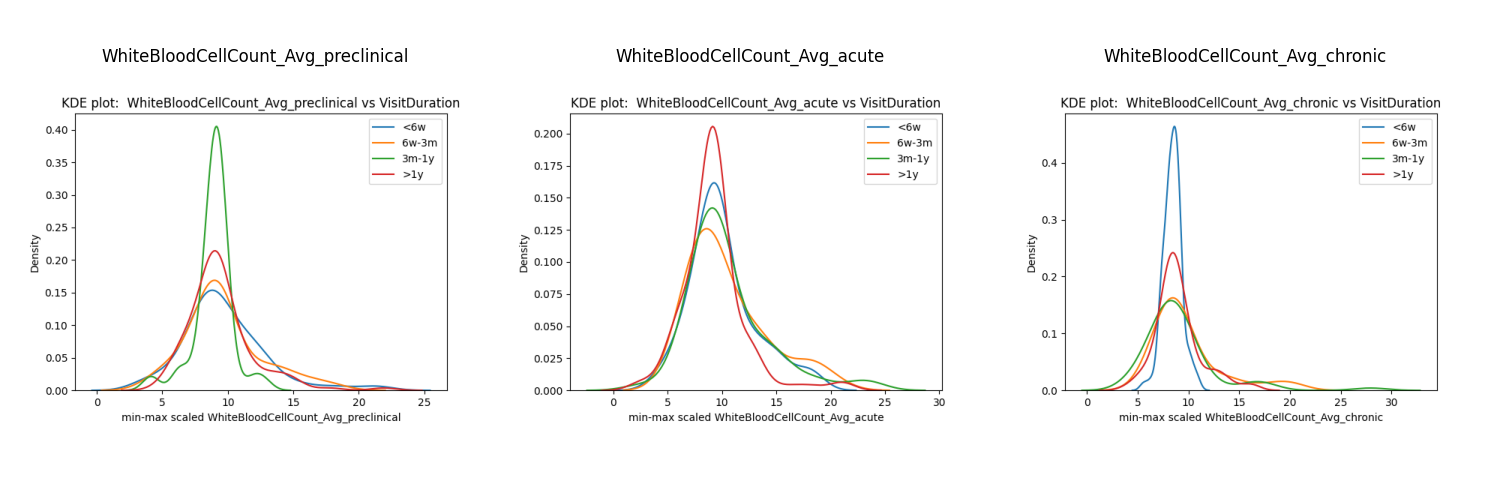 WhiteBloodCellCount_Avg_preclinical
KDE plot:  WhiteBloodCellCount_Avg_preclinical vs VisitDuration
<6w
6w-3m
3m-1y
>1y
0.40
0.35
0.30
0.25
0.20
0.15
0.10
0.05
0.00
Density
0 5 10 15 20 25
min-max scaled WhiteBloodCellCount_Avg_preclinical
WhiteBloodCellCount_Avg_acute
KDE plot:  WhiteBloodCellCount_Avg_acute vs VisitDuration
<6w
6w-3m
3m-1y
>1y
0.200
0.175
0.150
0.125
0.100
0.075
0.050
0.025
0.000
Density
0 5 10 15 20 25 30
min-max scaled WhiteBloodCellCount_Avg_acute
WhiteBloodCellCount_Avg_chronic
KDE plot:  WhiteBloodCellCount_Avg_chronic vs VisitDuration
<6w
6w-3m
3m-1y
>1y
0.4
0.3
0.2
0.1
0.0
Density
0 5 10 15 20 25 30
min-max scaled WhiteBloodCellCount_Avg_chronic